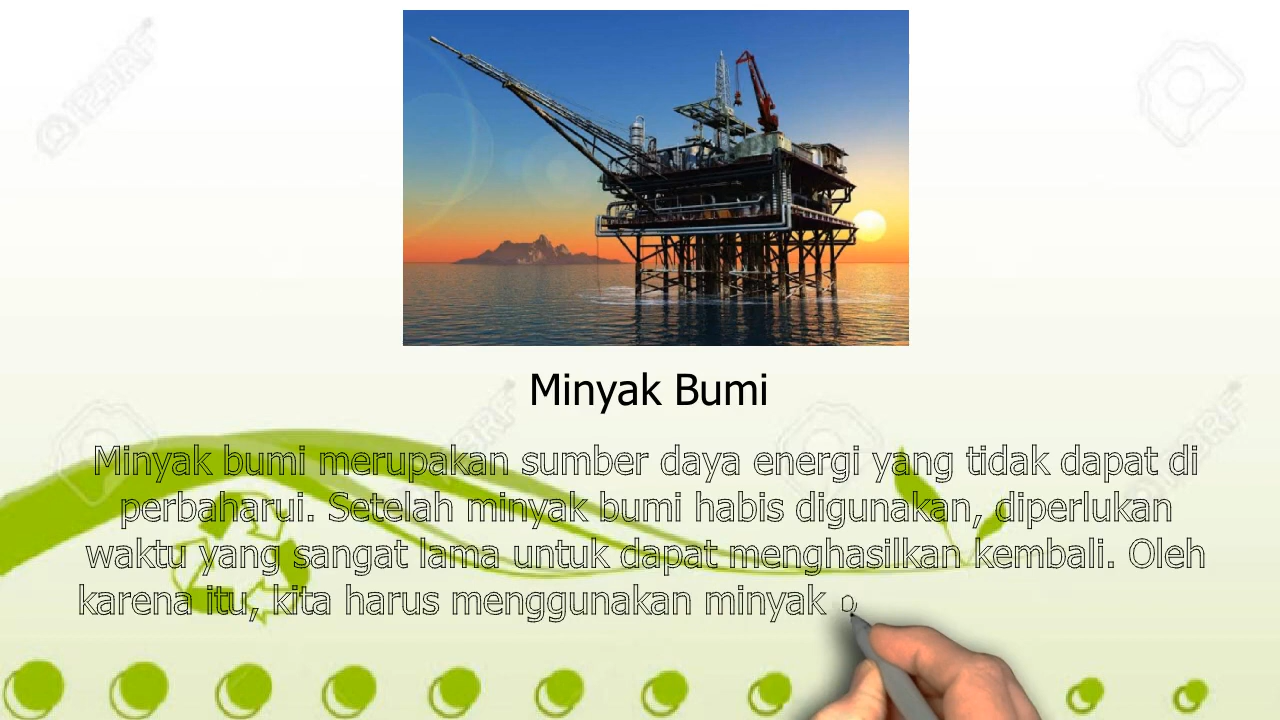 Minyak Bumi
Minyak bumi merupakan sumber daya energi yang tidak dapat di
perbaharui. Setelah minyak bumi habis digunakan, diperlukan
waktu yang sangat lama untuk dapat menghasilkan kembali. Oleh
karena itu, kita harus menggunakan minyak